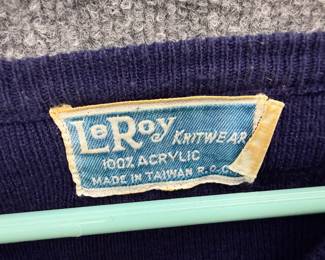 LeRoy KNITWEAR
100% ACRYLIC
MADE IN TAIWAN R.O.C